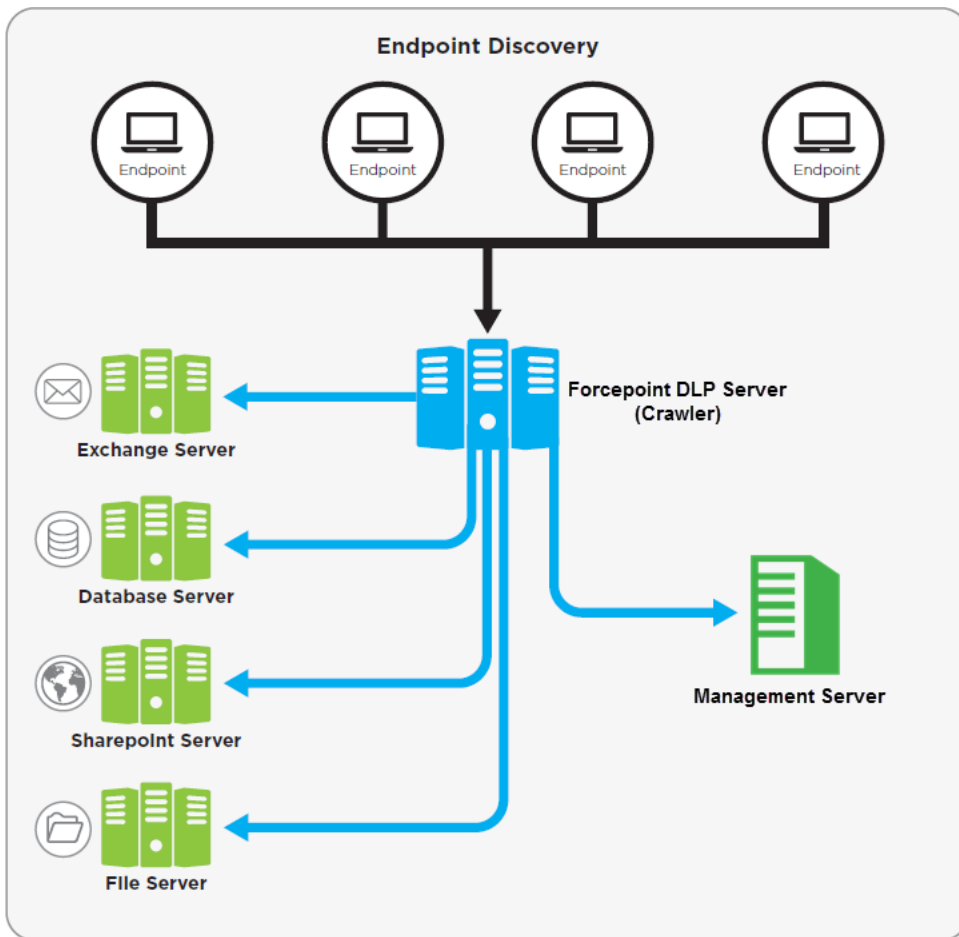 Endpoint Discovery
Endpoint
Endpoint
Endpoint
Endpoint
Forcepoint DLP Server
(Crawler)
Exchange Server
Database Server
Management Server
Sharepoint Server
File Server